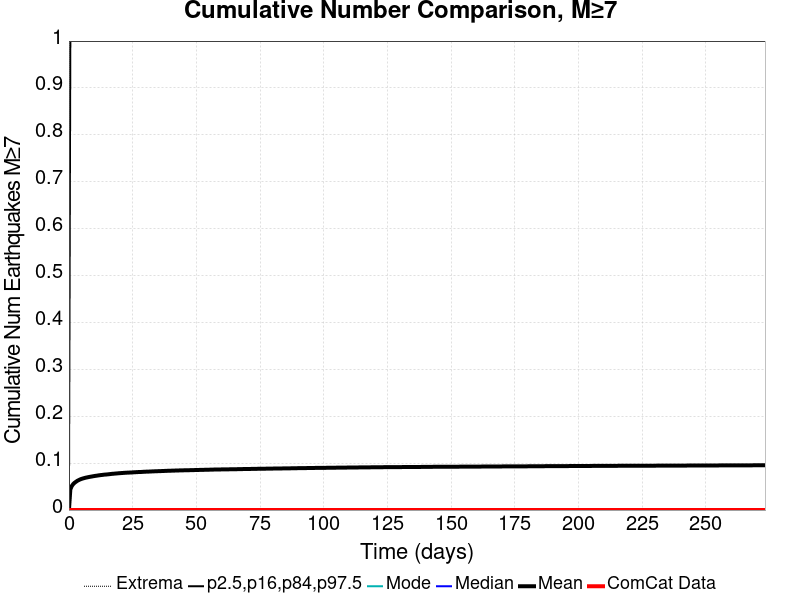 Cumulative Number Comparison, M≥7
Cumulative Num Earthquakes M≥7
1
0.9
0.8
0.7
0.6
0.5
0.4
0.3
0.2
0.1
0
0 25 50 75 100 125 150 175 200 225 250
Time (days)
Extrema p2.5,p16,p84,p97.5 Mode Median Mean ComCat Data